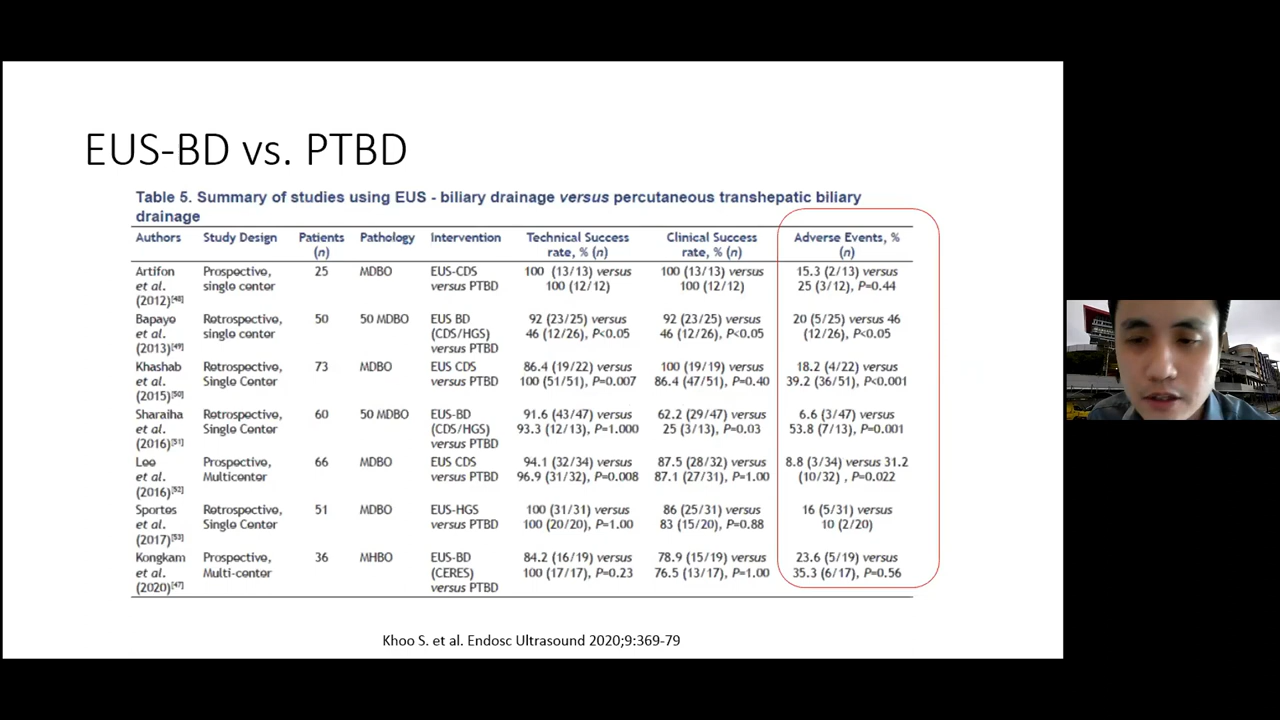 EUS-BD vs. PTBD
Table 5. Summary of studies using EUS - biliary drainage versus percutaneous transhepatic biliary
drainage
Authors Study Design Patients (n) Pathology Intervention Technical Success rate, % (n) Clinical Success rate, % (n) Adverse Events, % (n)
Artifon et al. (2012)[48] Prospective, single center 25 MDBO EUS-CDS versus PTBD 100 (13/13) versus 100 (12/12) 100 (13/13) versus 100 (12/12) 15.3 (2/13) versus 25 (3/12), P=0.44
Bapaye et al. (2013)[49] Retrospective, single center 50 50 MDBO EUS BD (CDS/HGS) versus PTBD 92 (23/25) versus 46 (12/26), P<0.05 92 (23/25) versus 46 (12/26), P<0.05 20 (5/25) versus 46 (12/26), P<0.05
Khashab et al. (2015)[50] Retrospective, Single Center 73 MDBO EUS CDS versus PTBD 86.4 (19/22) versus 100 (51/51), P=0.007 100 (19/19) versus 86.4 (47/51), P=0.40 18.2 (4/22) versus 39.2 (36/51), P<0.001
Sharaiha et al. (2016)[51] Retrospective, Single Center 60 50 MDBO EUS-BD (CDS/HGS) versus PTBD 91.6 (43/47) versus 93.3 (12/13), P=1.000 62.2 (29/47) versus 25 (3/13), P=0.03 6.6 (3/47) versus 53.8 (7/13), P=0.001
Lee et al. (2016)[52] Prospective, Multicenter 66 MDBO EUS CDS versus PTBD 94.1 (32/34) versus 96.9 (31/32), P=0.008 87.5 (28/32) versus 87.1 (27/31), P=1.00 8.8 (3/34) versus 31.2 (10/32) , P=0.022
Sportes et al. (2017)[53] Retrospective, Single Center 51 MDBO EUS-HGS versus PTBD 100 (31/31) versus 100 (20/20), P=1.00 86 (25/31) versus 83 (15/20), P=0.88 16 (5/31) versus 10 (2/20)
Kongkam et al. (2020)[47] Prospective, Multi-center 36 MHBO EUS-BD (CERES) versus PTBD 84.2 (16/19) versus 100 (17/17), P=0.23 78.9 (15/19) versus 76.5 (13/17), P=1.00 23.6 (5/19) versus 35.3 (6/17), P=0.56
Khoo S. et al. Endosc Ultrasound 2020;9:369-79